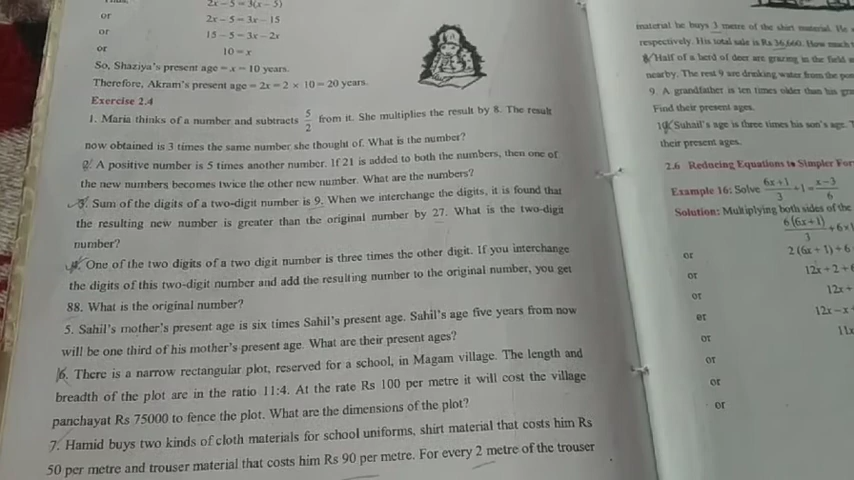 2x – 5 = 3(x – 5)
or 2x – 5 = 3x – 15
or 15 – 5 = 3x – 2x
or 10 = x
So, Shaziya's present age = x = 10 years.
Therefore, Akram's present age = 2x = 2 × 10 = 20 years.
Exercise 2.4
1. Maria thinks of a number and subtracts 5/2 from it. She multiplies the result by 8. The result
now obtained is 3 times the same number she thought of. What is the number?
2. A positive number is 5 times another number. If 21 is added to both the numbers, then one of
the new numbers becomes twice the other new number. What are the numbers?
3. Sum of the digits of a two-digit number is 9. When we interchange the digits, it is found that
the resulting new number is greater than the original number by 27. What is the two-digit
number?
4. One of the two digits of a two digit number is three times the other digit. If you interchange
the digits of this two-digit number and add the resulting number to the original number, you get
88. What is the original number?
5. Sahil's mother's present age is six times Sahil's present age. Sahil's age five years from now
will be one third of his mother's present age. What are their present ages?
6. There is a narrow rectangular plot, reserved for a school, in Magam village. The length and
breadth of the plot are in the ratio 11:4. At the rate Rs 100 per metre it will cost the village
panchayat Rs 75000 to fence the plot. What are the dimensions of the plot?
7. Hamid buys two kinds of cloth materials for school uniforms, shirt material that costs him Rs
50 per metre and trouser material that costs him Rs 90 per metre. For every 2 metre of the trouser
material he buys 3 metre of the shirt material. He
respectively. His total sale is Rs 36,660. How much
8. Half of a herd of deer are grazing in the field
nearby. The rest 9 are drinking water from the
9. A grandfather is ten times older than his
Find their present ages.
10. Suhail's age is three times his son's age.
their present ages.
2.6 Reducing Equations to Simpler
Example 16: Solve (6x + 1)/3 + 1 = (x – 3)/6
Solution: Multiplying both sides of the
6(6x + 1)/3 + 6 ×
or 2(6x + 1) + 6
or 12x + 2 +
or 12x +
or 12x – x
or 11x
or
or
or